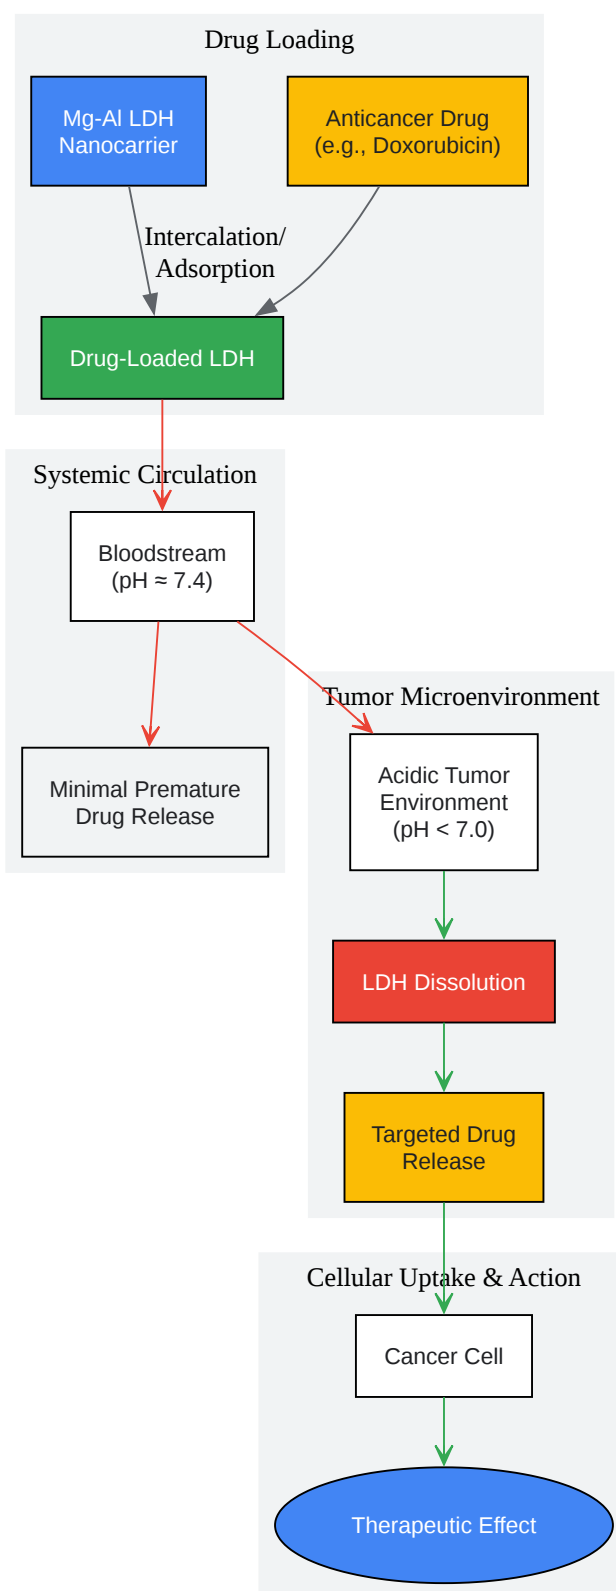 Drug Loading
Mg-Al LDH
Nanocarrier
Anticancer Drug
(e.g., Doxorubicin)
Intercalation/
Adsorption
Drug-Loaded LDH
Systemic Circulation
Bloodstream
(pH ≈ 7.4)
Minimal Premature
Drug Release
Tumor Microenvironment
Acidic Tumor
Environment
(pH < 7.0)
LDH Dissolution
Targeted Drug
Release
Cellular Uptake & Action
Cancer Cell
Therapeutic Effect